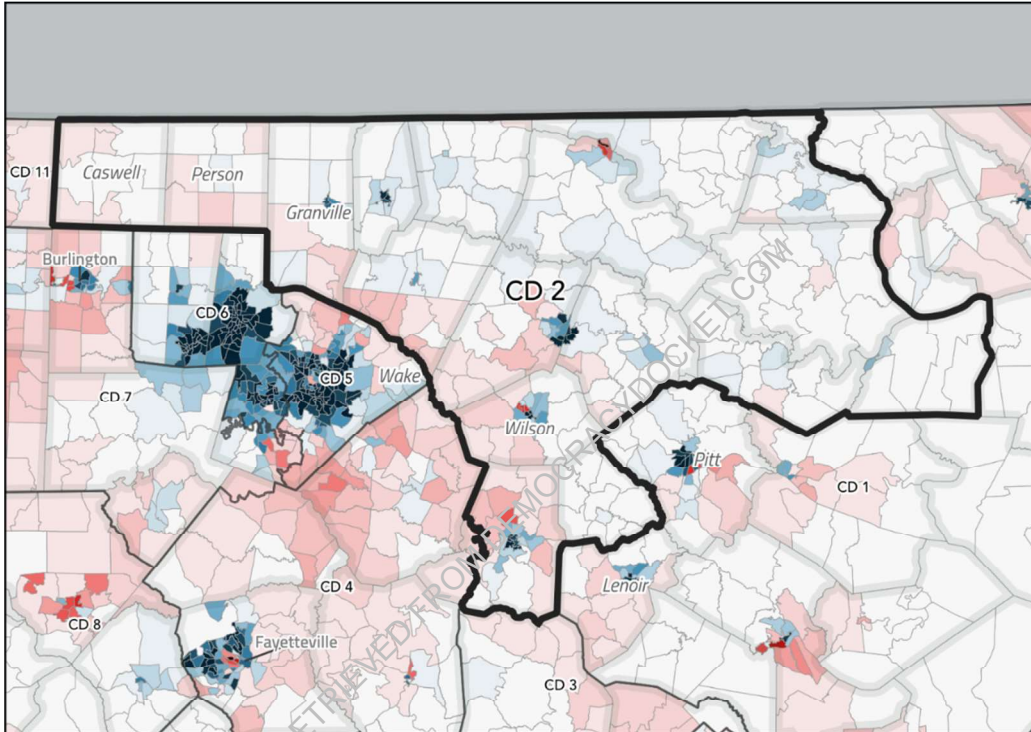 CD 11
Caswell
Person
Granville
Burlington
CD 2
CD 6
CD 5
Wake
CD 7
Wilson
Pitt
CD 1
Lenoir
CD 4
CD 8
Fayetteville
CD 3
RETRIEVED FROM DEMOCRACYDOCKET.COM